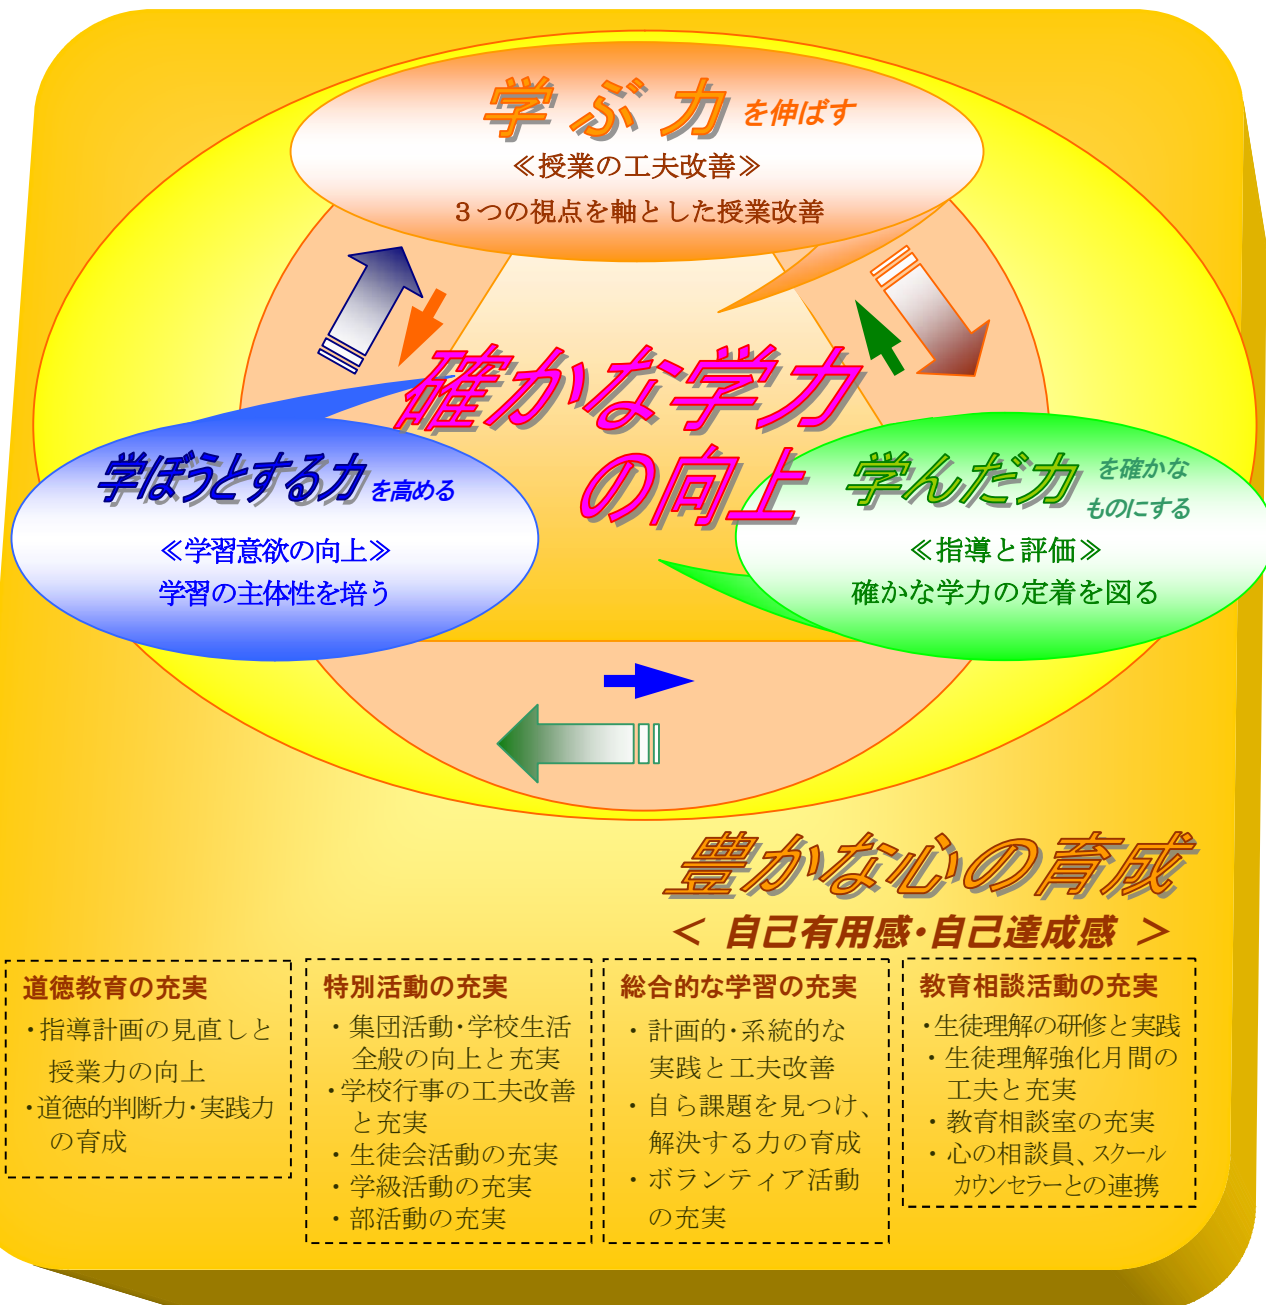 学ぶ力を伸ばす
≪授業の工夫改善≫
３つの視点を軸とした授業改善
確かな学力
の向上
学ぼうとする力を高める
≪学習意欲の向上≫
学習の主体性を培う
学んだ力を確かな
ものにする
≪指導と評価≫
確かな学力の定着を図る
豊かな心の育成
＜ 自己有用感・自己達成感 ＞
道徳教育の充実
・指導計画の見直しと
授業力の向上
・道徳的判断力・実践力
の育成
特別活動の充実
・集団活動・学校生活
全般の向上と充実
・学校行事の工夫改善
と充実
・生徒会活動の充実
・学級活動の充実
・部活動の充実
総合的な学習の充実
・計画的・系統的な
実践と工夫改善
・自ら課題を見つけ、
解決する力の育成
・ボランティア活動
の充実
教育相談活動の充実
・生徒理解の研修と実践
・生徒理解強化月間の
工夫と充実
・教育相談室の充実
・心の相談員、スクール
カウンセラーとの連携